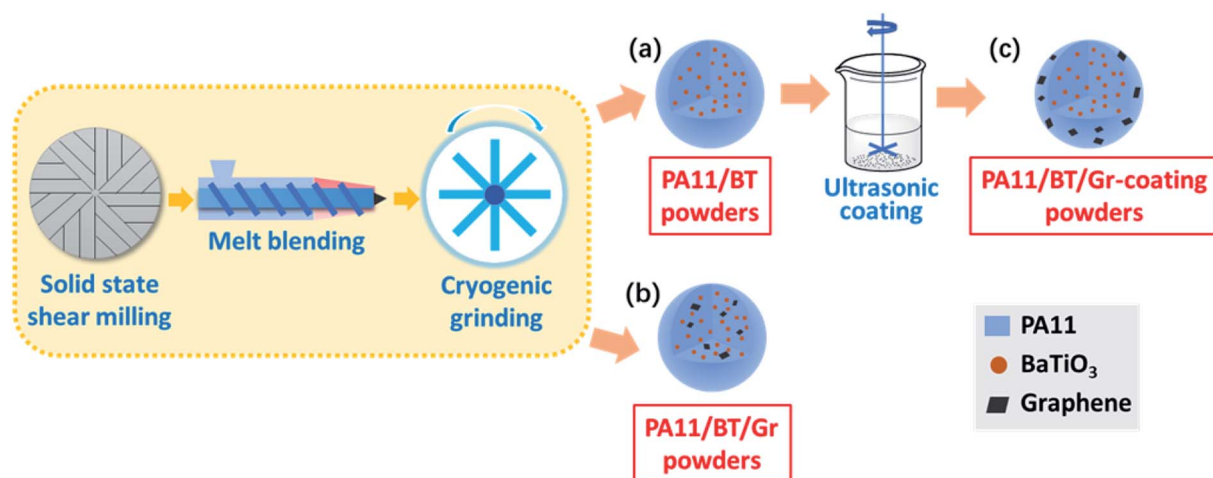 Solid state
shear milling
Melt blending
Cryogenic
grinding
(a)
PA11/BT
powders
Ultrasonic
coating
(c)
PA11/BT/Gr-coating
powders
(b)
PA11/BT/Gr
powders
PA11
BaTiO₃
Graphene